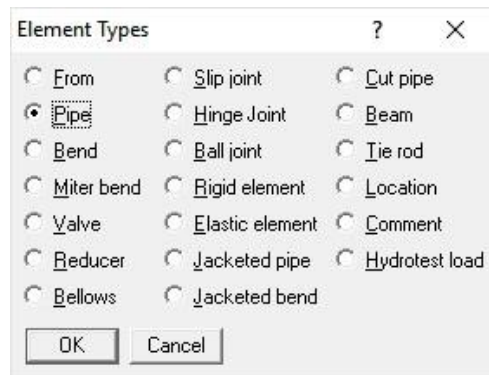 Element Types ? ×
From Slip joint Cut pipe
Pipe Hinge Joint Beam
Bend Ball joint Tie rod
Miter bend Rigid element Location
Valve Elastic element Comment
Reducer Jacketed pipe Hydrotest load
Bellows Jacketed bend
OK Cancel